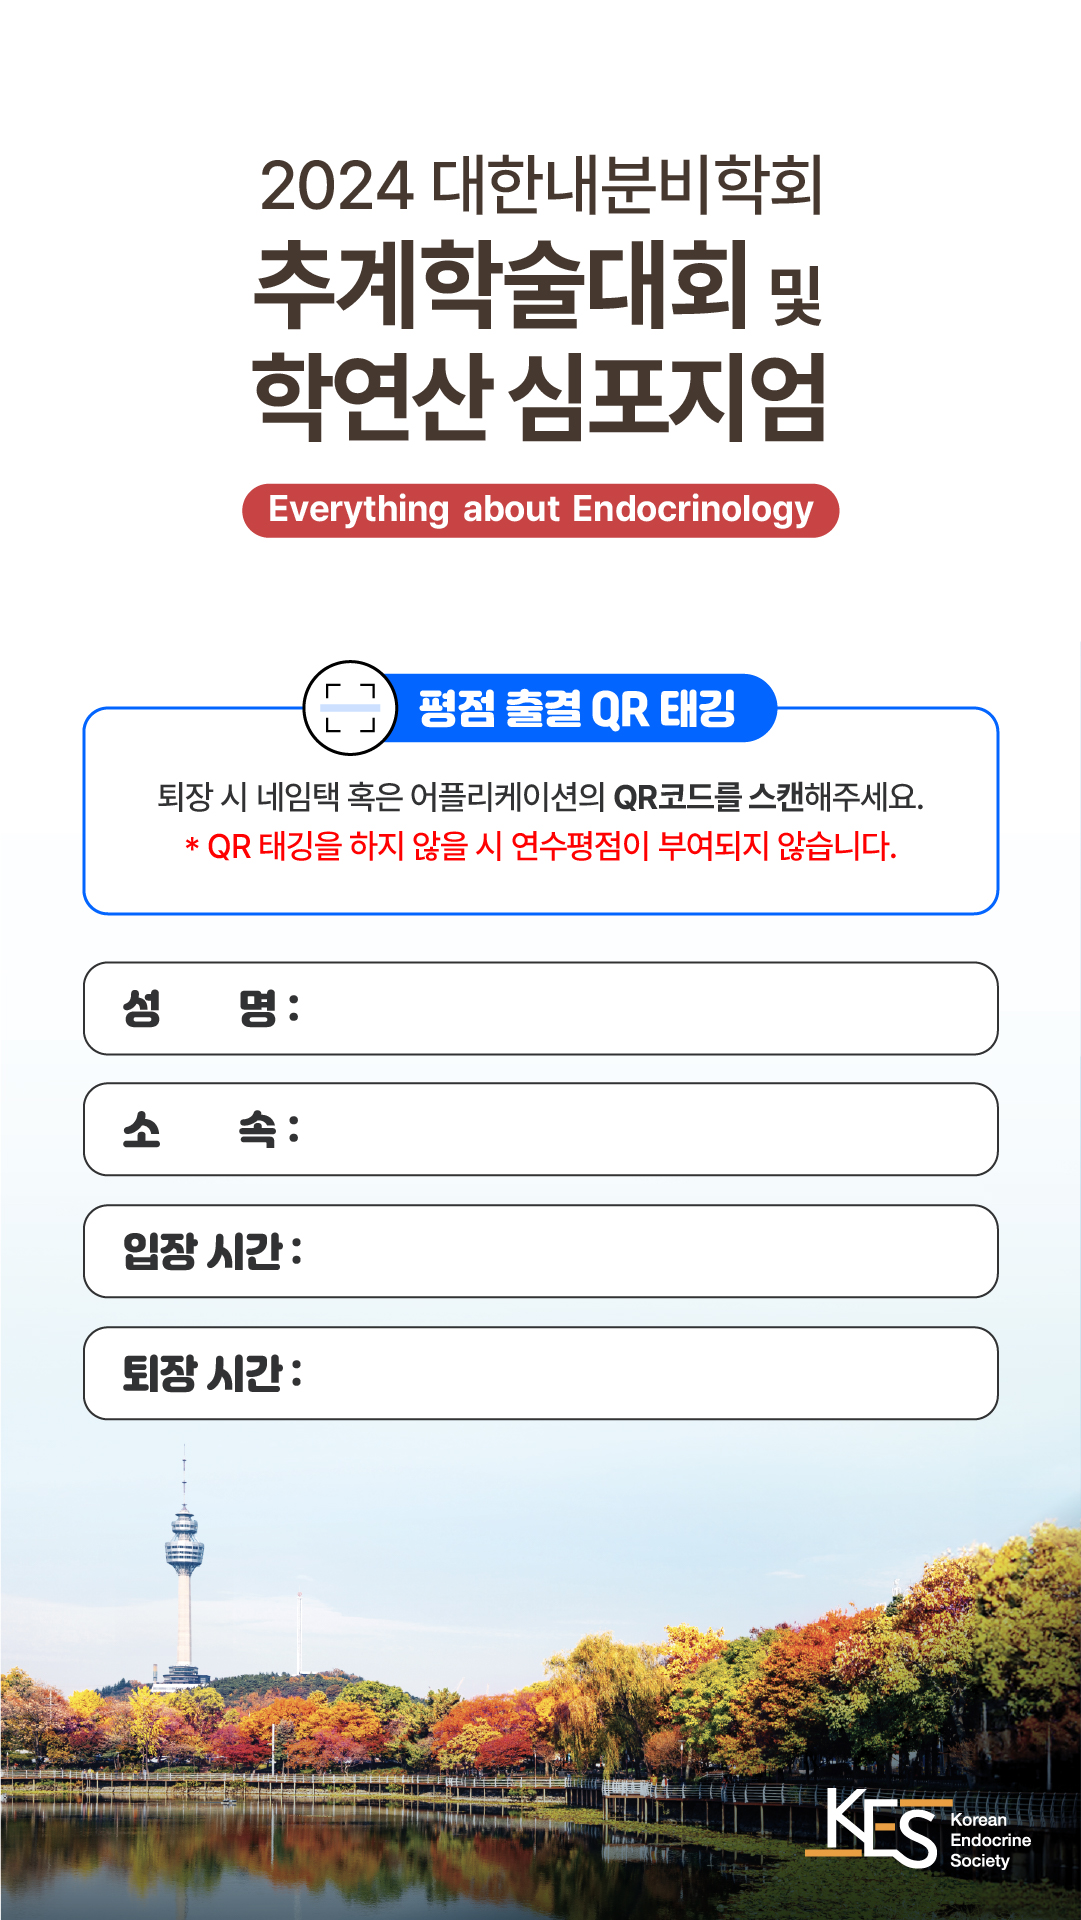 2024 대한내분비학회
추계학술대회 및
학연산 심포지엄
Everything about Endocrinology
평점 출결 QR 태깅
퇴장 시 네임택 혹은 어플리케이션의 QR코드를 스캔해주세요.
* QR 태깅을 하지 않을 시 연수평점이 부여되지 않습니다.
성 명 :
소 속 :
입장 시간 :
퇴장 시간 :
KES
Korean
Endocrine
Society